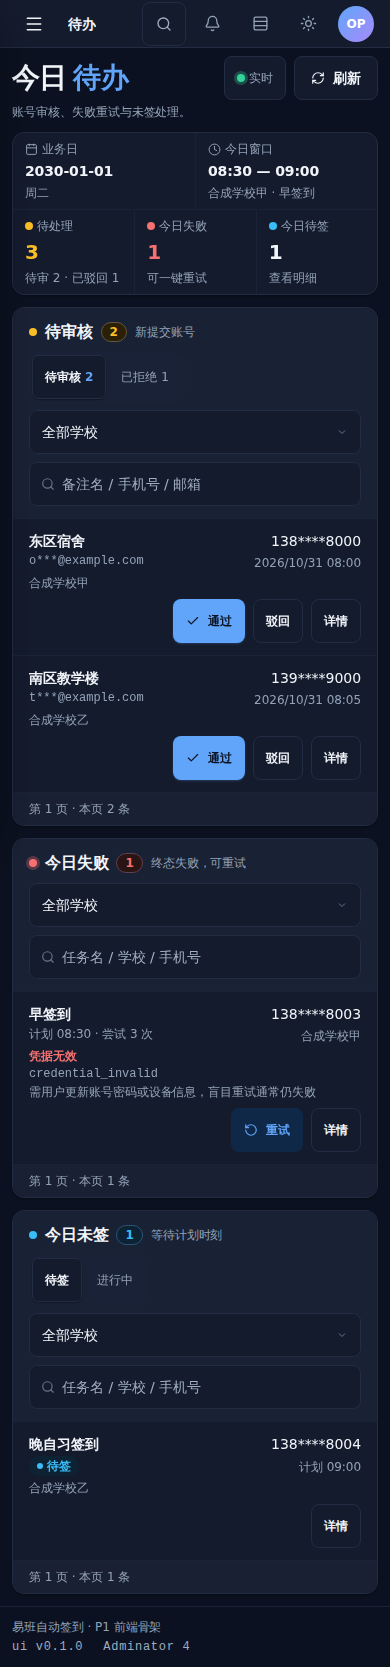 待办
OP
今日 待办
实时
刷新
账号审核、失败重试与未签处理。
业务日
2030-01-01
周二
今日窗口
08:30 — 09:00
合成学校甲 · 早签到
待处理
3
待审 2 · 已驳回 1
今日失败
1
可一键重试
今日待签
1
查看明细
待审核 2 新提交账号
待审核 2 已拒绝 1
全部学校
备注名 / 手机号 / 邮箱
东区宿舍 138****8000
o***@example.com 2026/10/31 08:00
合成学校甲
通过 驳回 详情
南区教学楼 139****9000
t***@example.com 2026/10/31 08:05
合成学校乙
通过 驳回 详情
第 1 页 · 本页 2 条
今日失败 1 终态失败，可重试
全部学校
任务名 / 学校 / 手机号
早签到 138****8003
计划 08:30 · 尝试 3 次 合成学校甲
凭据无效
credential_invalid
需用户更新账号密码或设备信息，盲目重试通常仍失败
重试 详情
第 1 页 · 本页 1 条
今日未签 1 等待计划时刻
待签 进行中
全部学校
任务名 / 学校 / 手机号
晚自习签到 138****8004
待签 计划 09:00
合成学校乙
详情
第 1 页 · 本页 1 条
易班自动签到 · P1 前端骨架
ui v0.1.0 Adminator 4